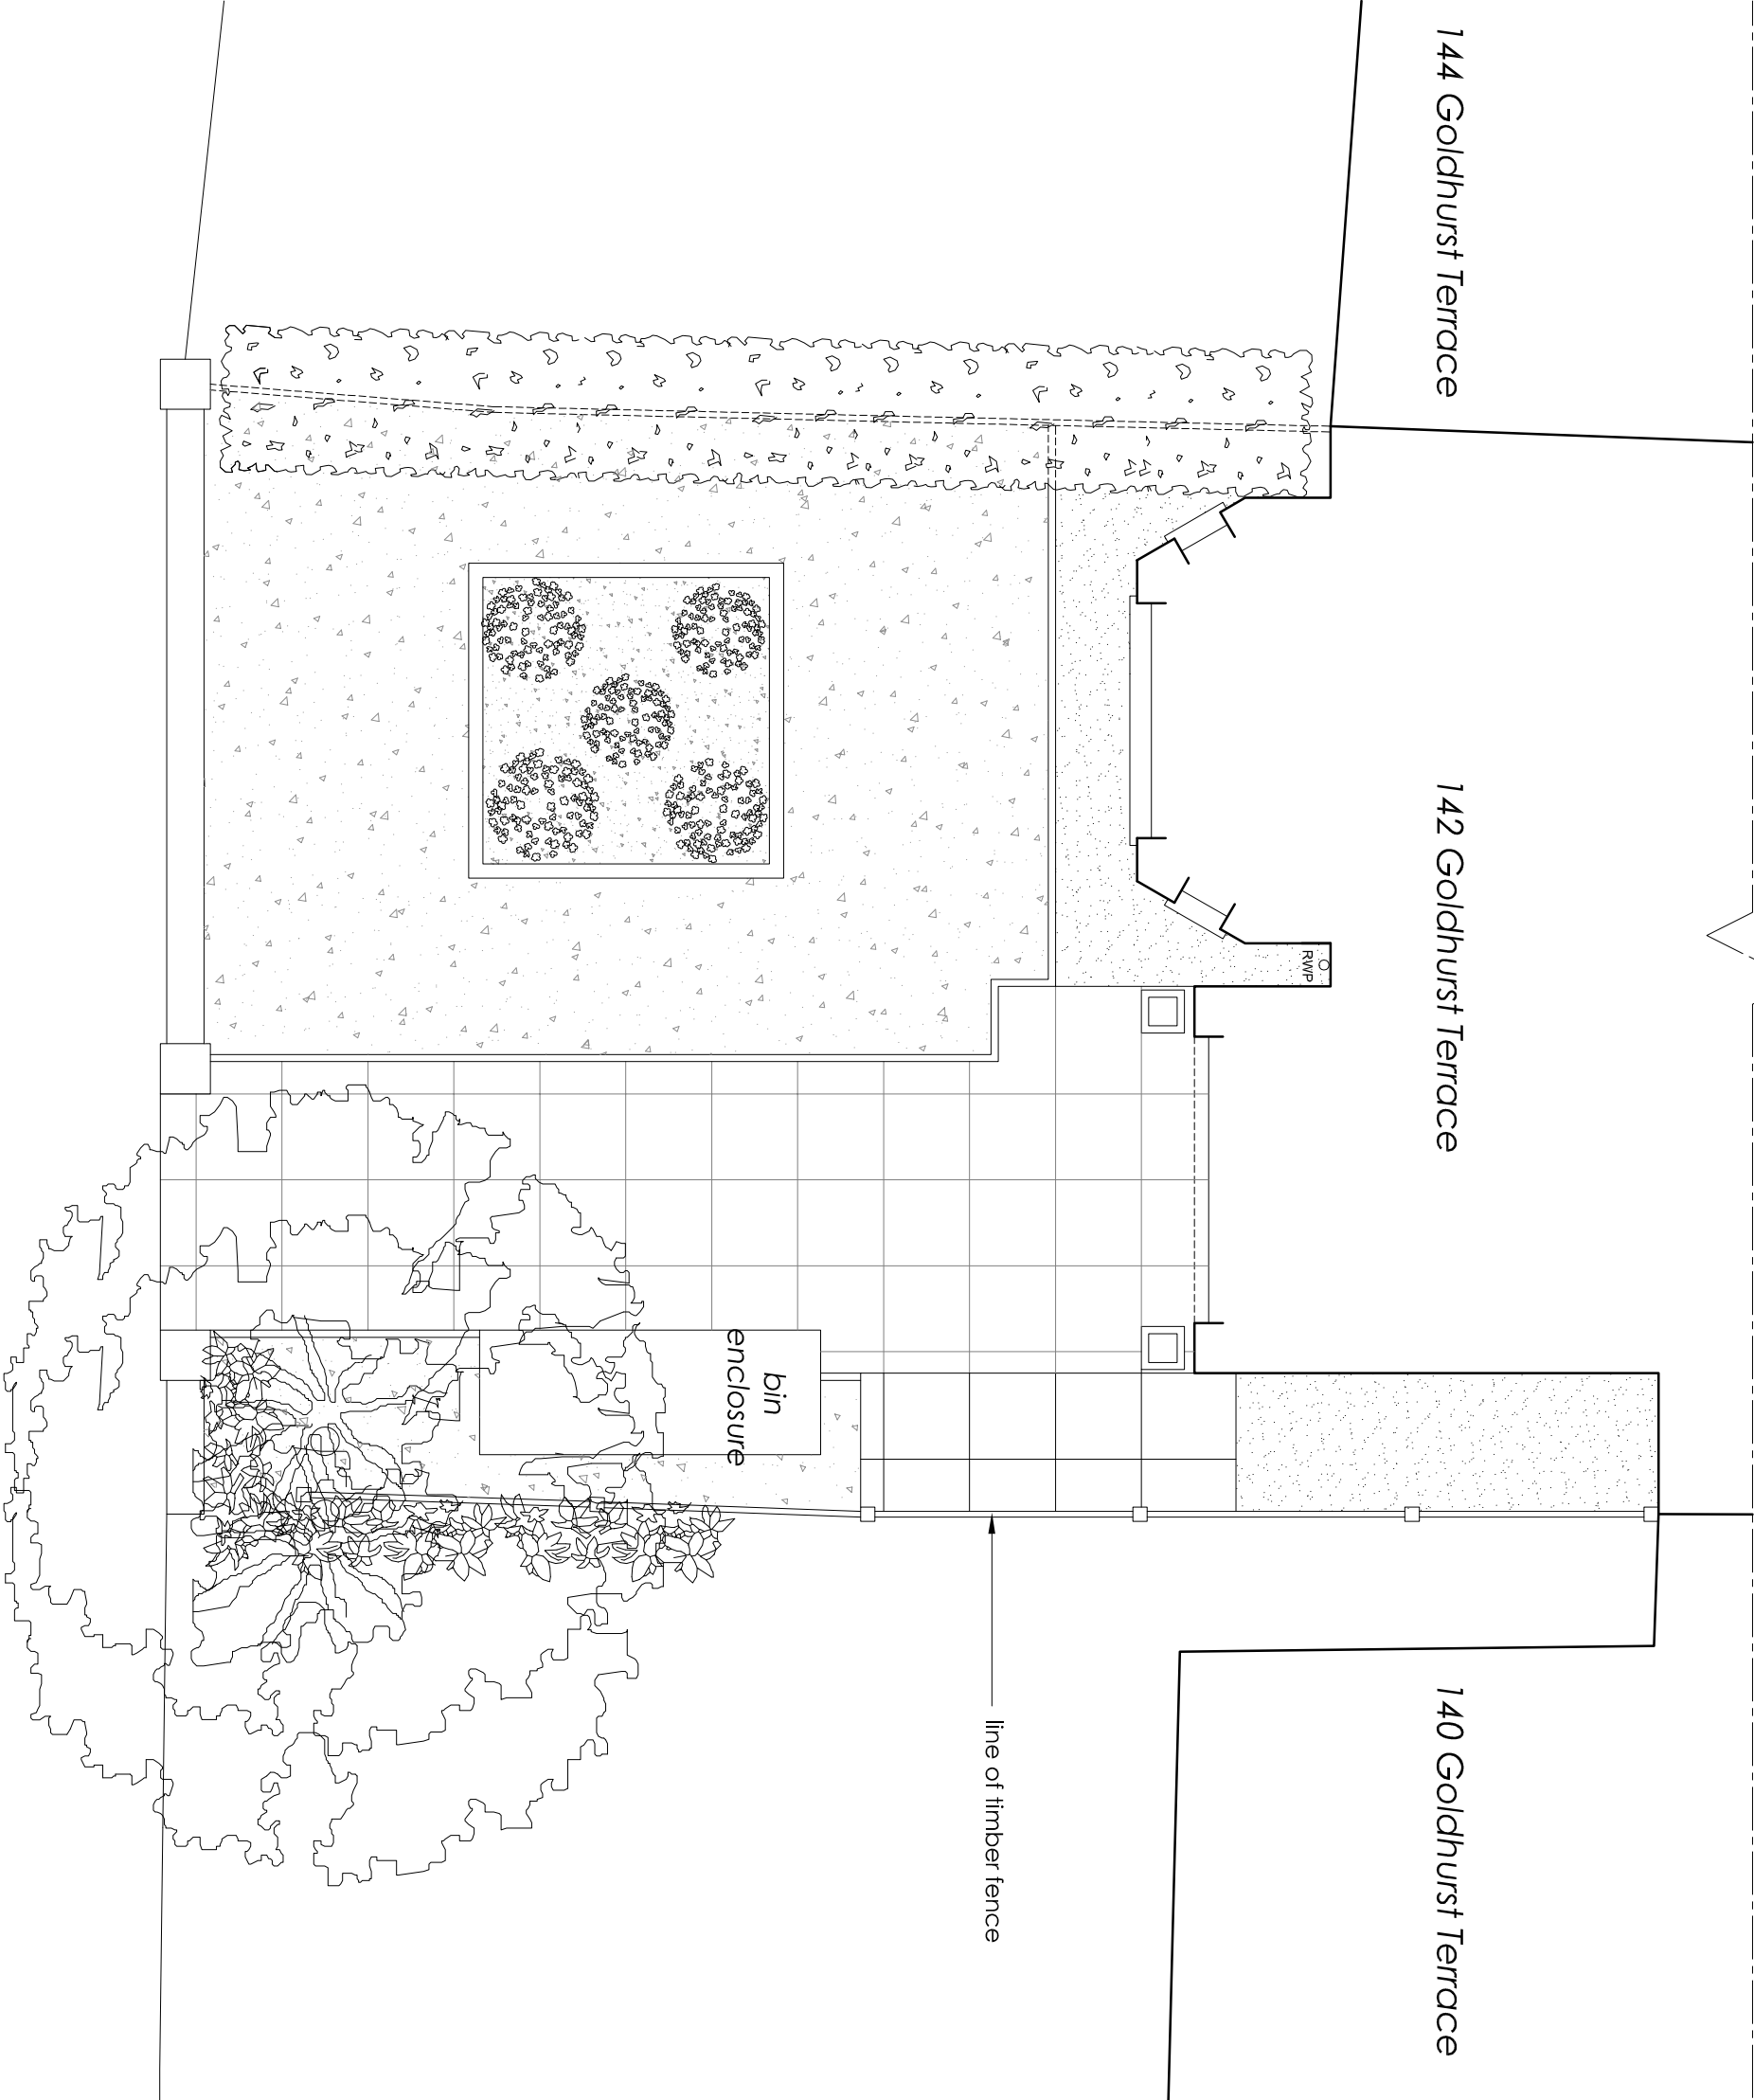 144 Goldhurst Terrace
142 Goldhurst Terrace
RWP
bin
enclosure
line of timber fence
140 Goldhurst Terrace